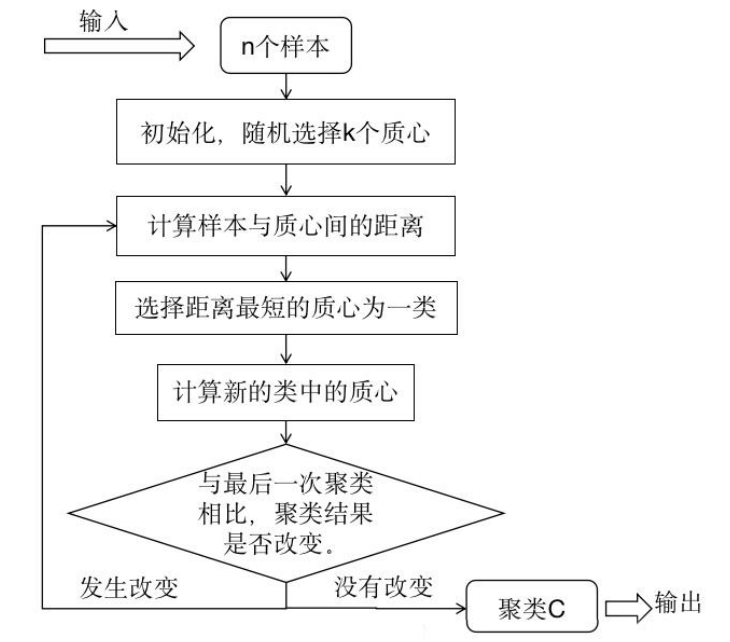 输入
n个样本
初始化，随机选择k个质心
计算样本与质心间的距离
选择距离最短的质心为一类
计算新的类中的质心
与最后一次聚类
相比，聚类结果
是否改变。
发生改变
没有改变
聚类C
输出